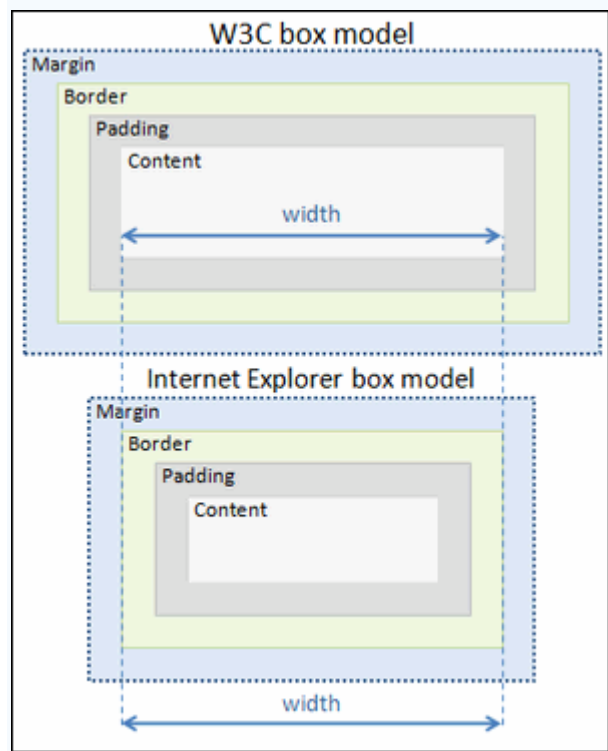 W3C box model
Margin
Border
Padding
Content
width
Internet Explorer box model
Margin
Border
Padding
Content
width